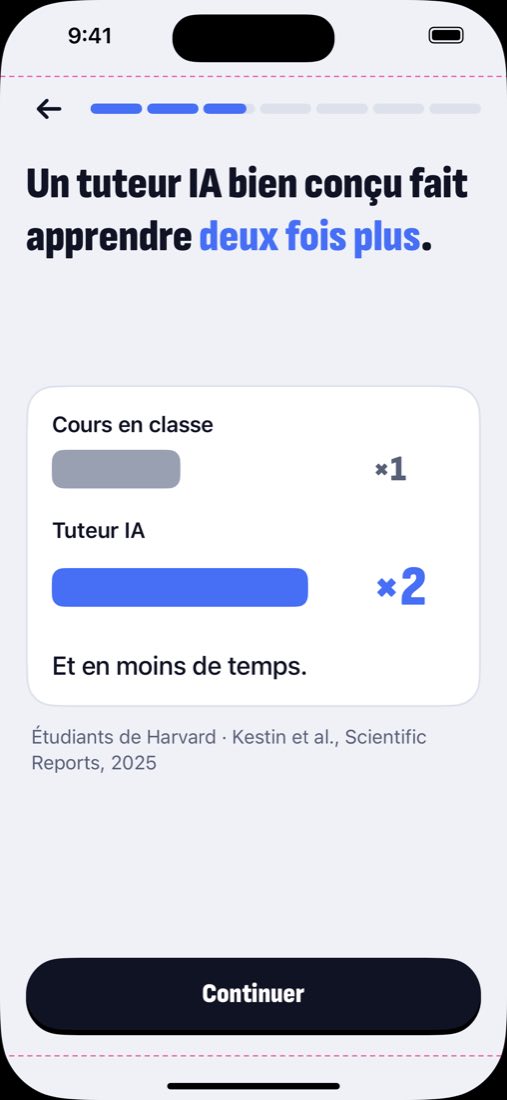 9:41
Un tuteur IA bien conçu fait
apprendre deux fois plus.
Cours en classe
×1
Tuteur IA
×2
Et en moins de temps.
Étudiants de Harvard · Kestin et al., Scientific
Reports, 2025
Continuer